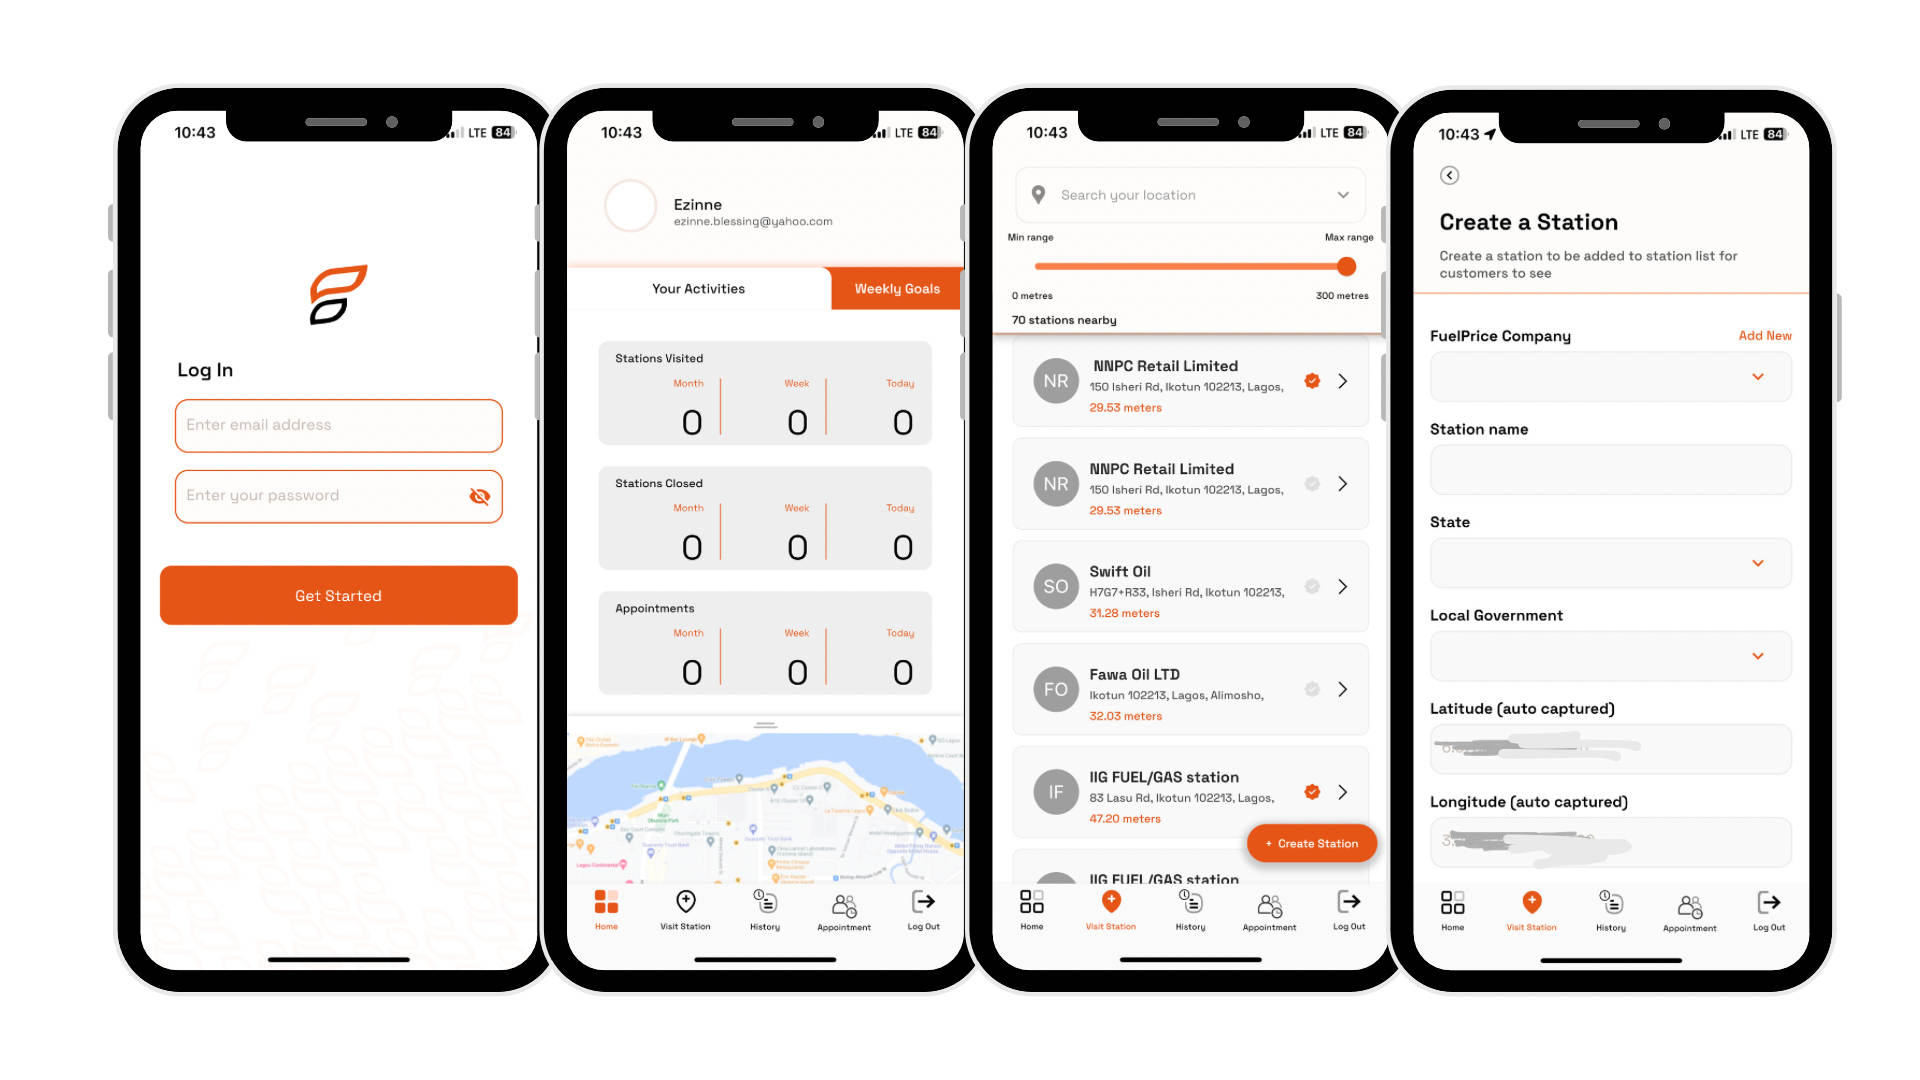 10:43
LTE 84
Log In
Enter email address
Enter your password
Get Started
10:43
LTE 84
Ezinne
ezinne.blessing@yahoo.com
Your Activities
Weekly Goals
Stations Visited
Month Week Today
0 0 0
Stations Closed
Month Week Today
0 0 0
Appointments
Month Week Today
0 0 0
Home Visit Station History Appointment Log Out
10:43
LTE 84
Search your location
Min range Max range
0 metres 300 metres
70 stations nearby
NR
NNPC Retail Limited
150 Isheri Rd, Ikotun 102213, Lagos,
29.53 meters
NR
NNPC Retail Limited
150 Isheri Rd, Ikotun 102213, Lagos,
29.53 meters
SO
Swift Oil
H7G7+R33, Isheri Rd, Ikotun 102213,
31.28 meters
FO
Fawa Oil LTD
Ikotun 102213, Lagos, Alimosho,
32.03 meters
IF
IIG FUEL/GAS station
83 Lasu Rd, Ikotun 102213, Lagos,
47.20 meters
+ Create Station
IIG FUEL/GAS station
Home Visit Station History Appointment Log Out
10:43
LTE 84
Create a Station
Create a station to be added to station list for
customers to see
FuelPrice Company Add New
Station name
State
Local Government
Latitude (auto captured)
Longitude (auto captured)
Home Visit Station History Appointment Log Out